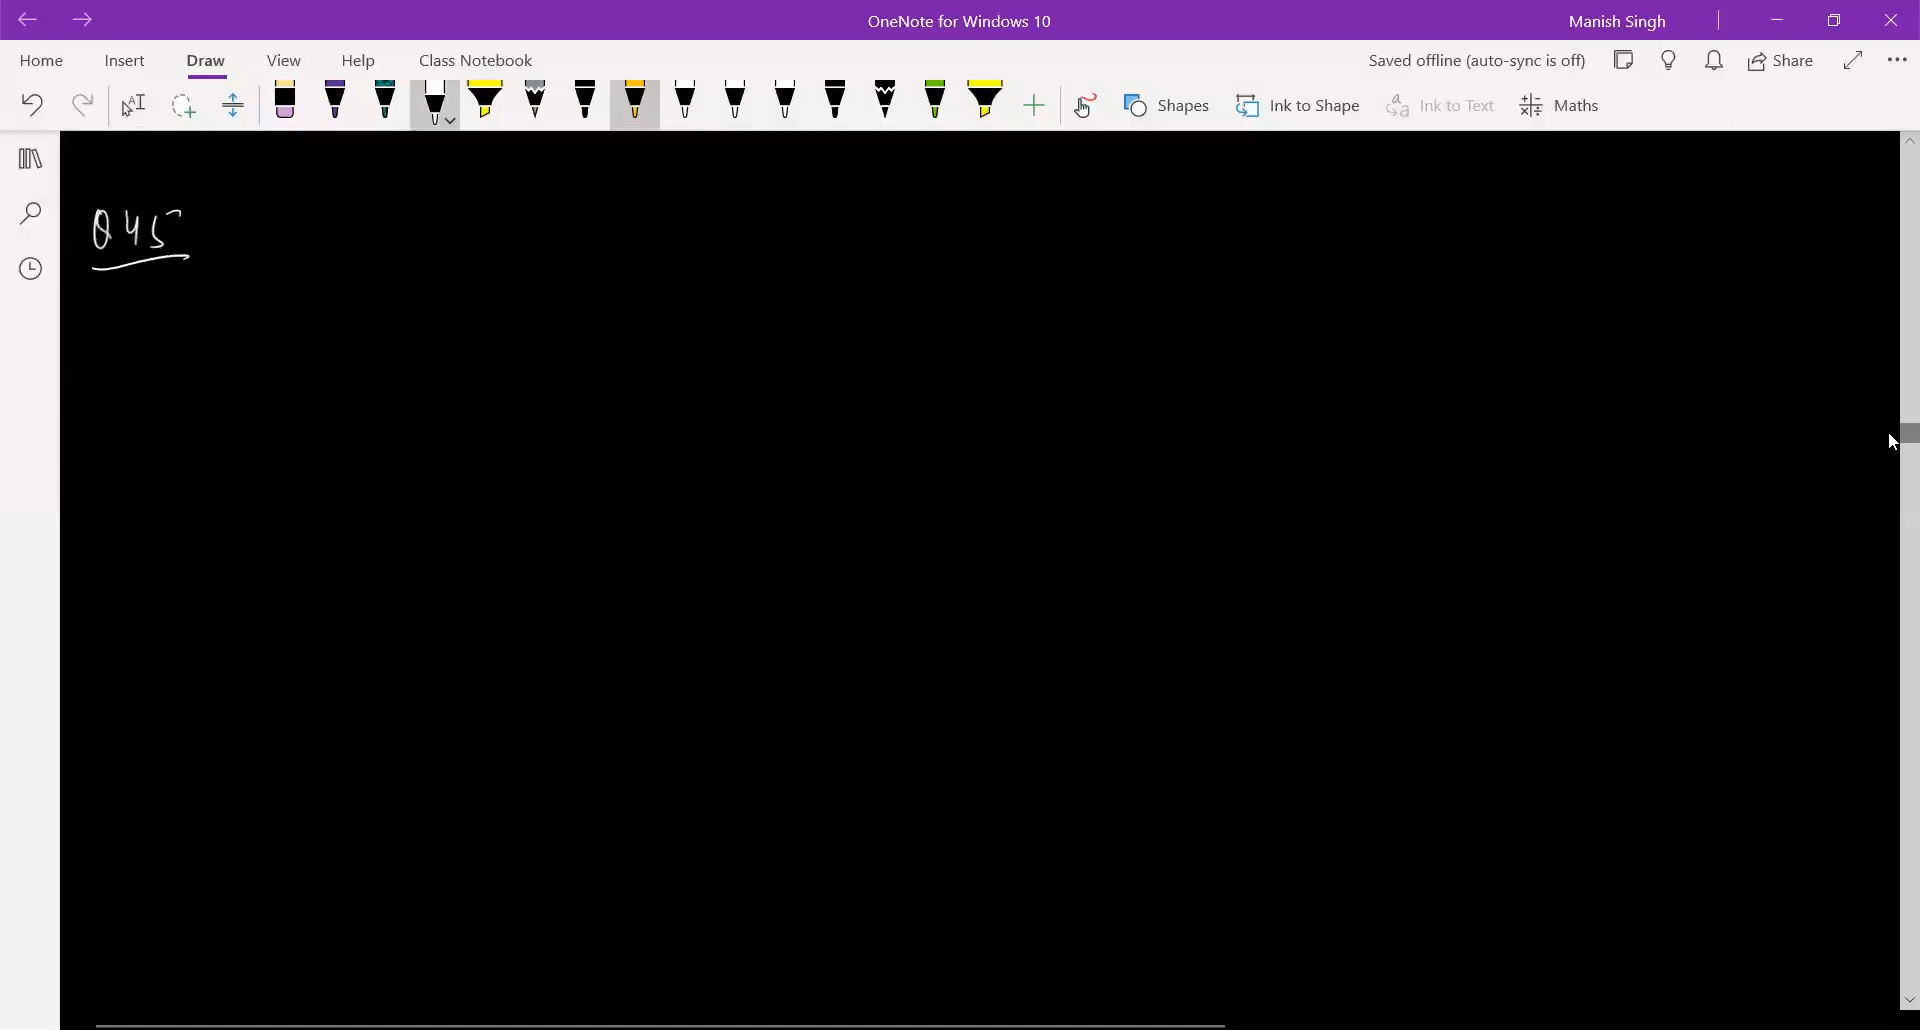 OneNote for Windows 10
Manish Singh
Home Insert Draw View Help Class Notebook
Saved offline (auto-sync is off) Share
Shapes Ink to Shape Ink to Text Maths
Q45